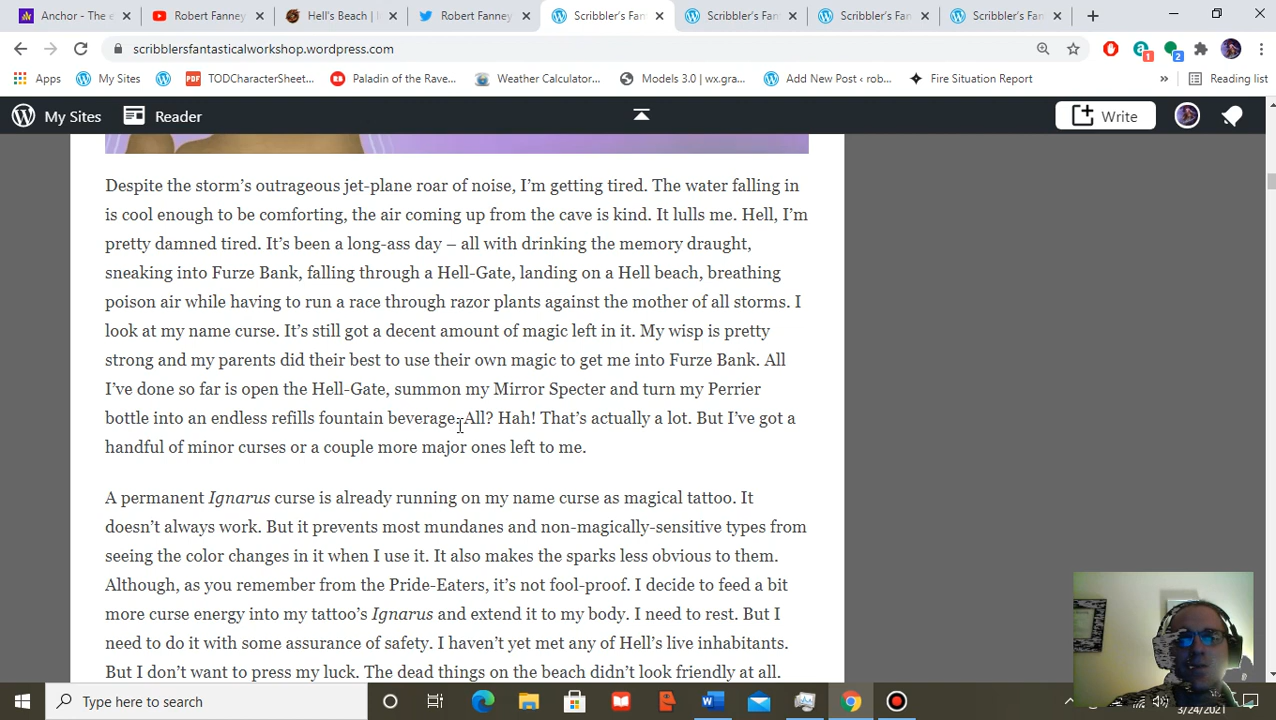 Anchor - The e
Robert Fanney
Hell's Beach | I
Robert Fanney
Scribbler's Fan
Scribbler's Fan
Scribbler's Fan
Scribbler's Fan
scribblersfantasticalworkshop.wordpress.com
1
2
Apps
My Sites
PDF
TODCharacterSheet...
Paladin of the Rave...
Weather Calculator...
Models 3.0 | wx.gra...
Add New Post ‹ rob...
Fire Situation Report
»
Reading list
My Sites
Reader
Write
Despite the storm's outrageous jet-plane roar of noise, I'm getting tired. The water falling in
is cool enough to be comforting, the air coming up from the cave is kind. It lulls me. Hell, I'm
pretty damned tired. It's been a long-ass day – all with drinking the memory draught,
sneaking into Furze Bank, falling through a Hell-Gate, landing on a Hell beach, breathing
poison air while having to run a race through razor plants against the mother of all storms. I
look at my name curse. It's still got a decent amount of magic left in it. My wisp is pretty
strong and my parents did their best to use their own magic to get me into Furze Bank. All
I've done so far is open the Hell-Gate, summon my Mirror Specter and turn my Perrier
bottle into an endless refills fountain beverage. All? Hah! That's actually a lot. But I've got a
handful of minor curses or a couple more major ones left to me.
A permanent Ignarus curse is already running on my name curse as magical tattoo. It
doesn't always work. But it prevents most mundanes and non-magically-sensitive types from
seeing the color changes in it when I use it. It also makes the sparks less obvious to them.
Although, as you remember from the Pride-Eaters, it's not fool-proof. I decide to feed a bit
more curse energy into my tattoo's Ignarus and extend it to my body. I need to rest. But I
need to do it with some assurance of safety. I haven't yet met any of Hell's live inhabitants.
But I don't want to press my luck. The dead things on the beach didn't look friendly at all.
Type here to search
3/24/2021